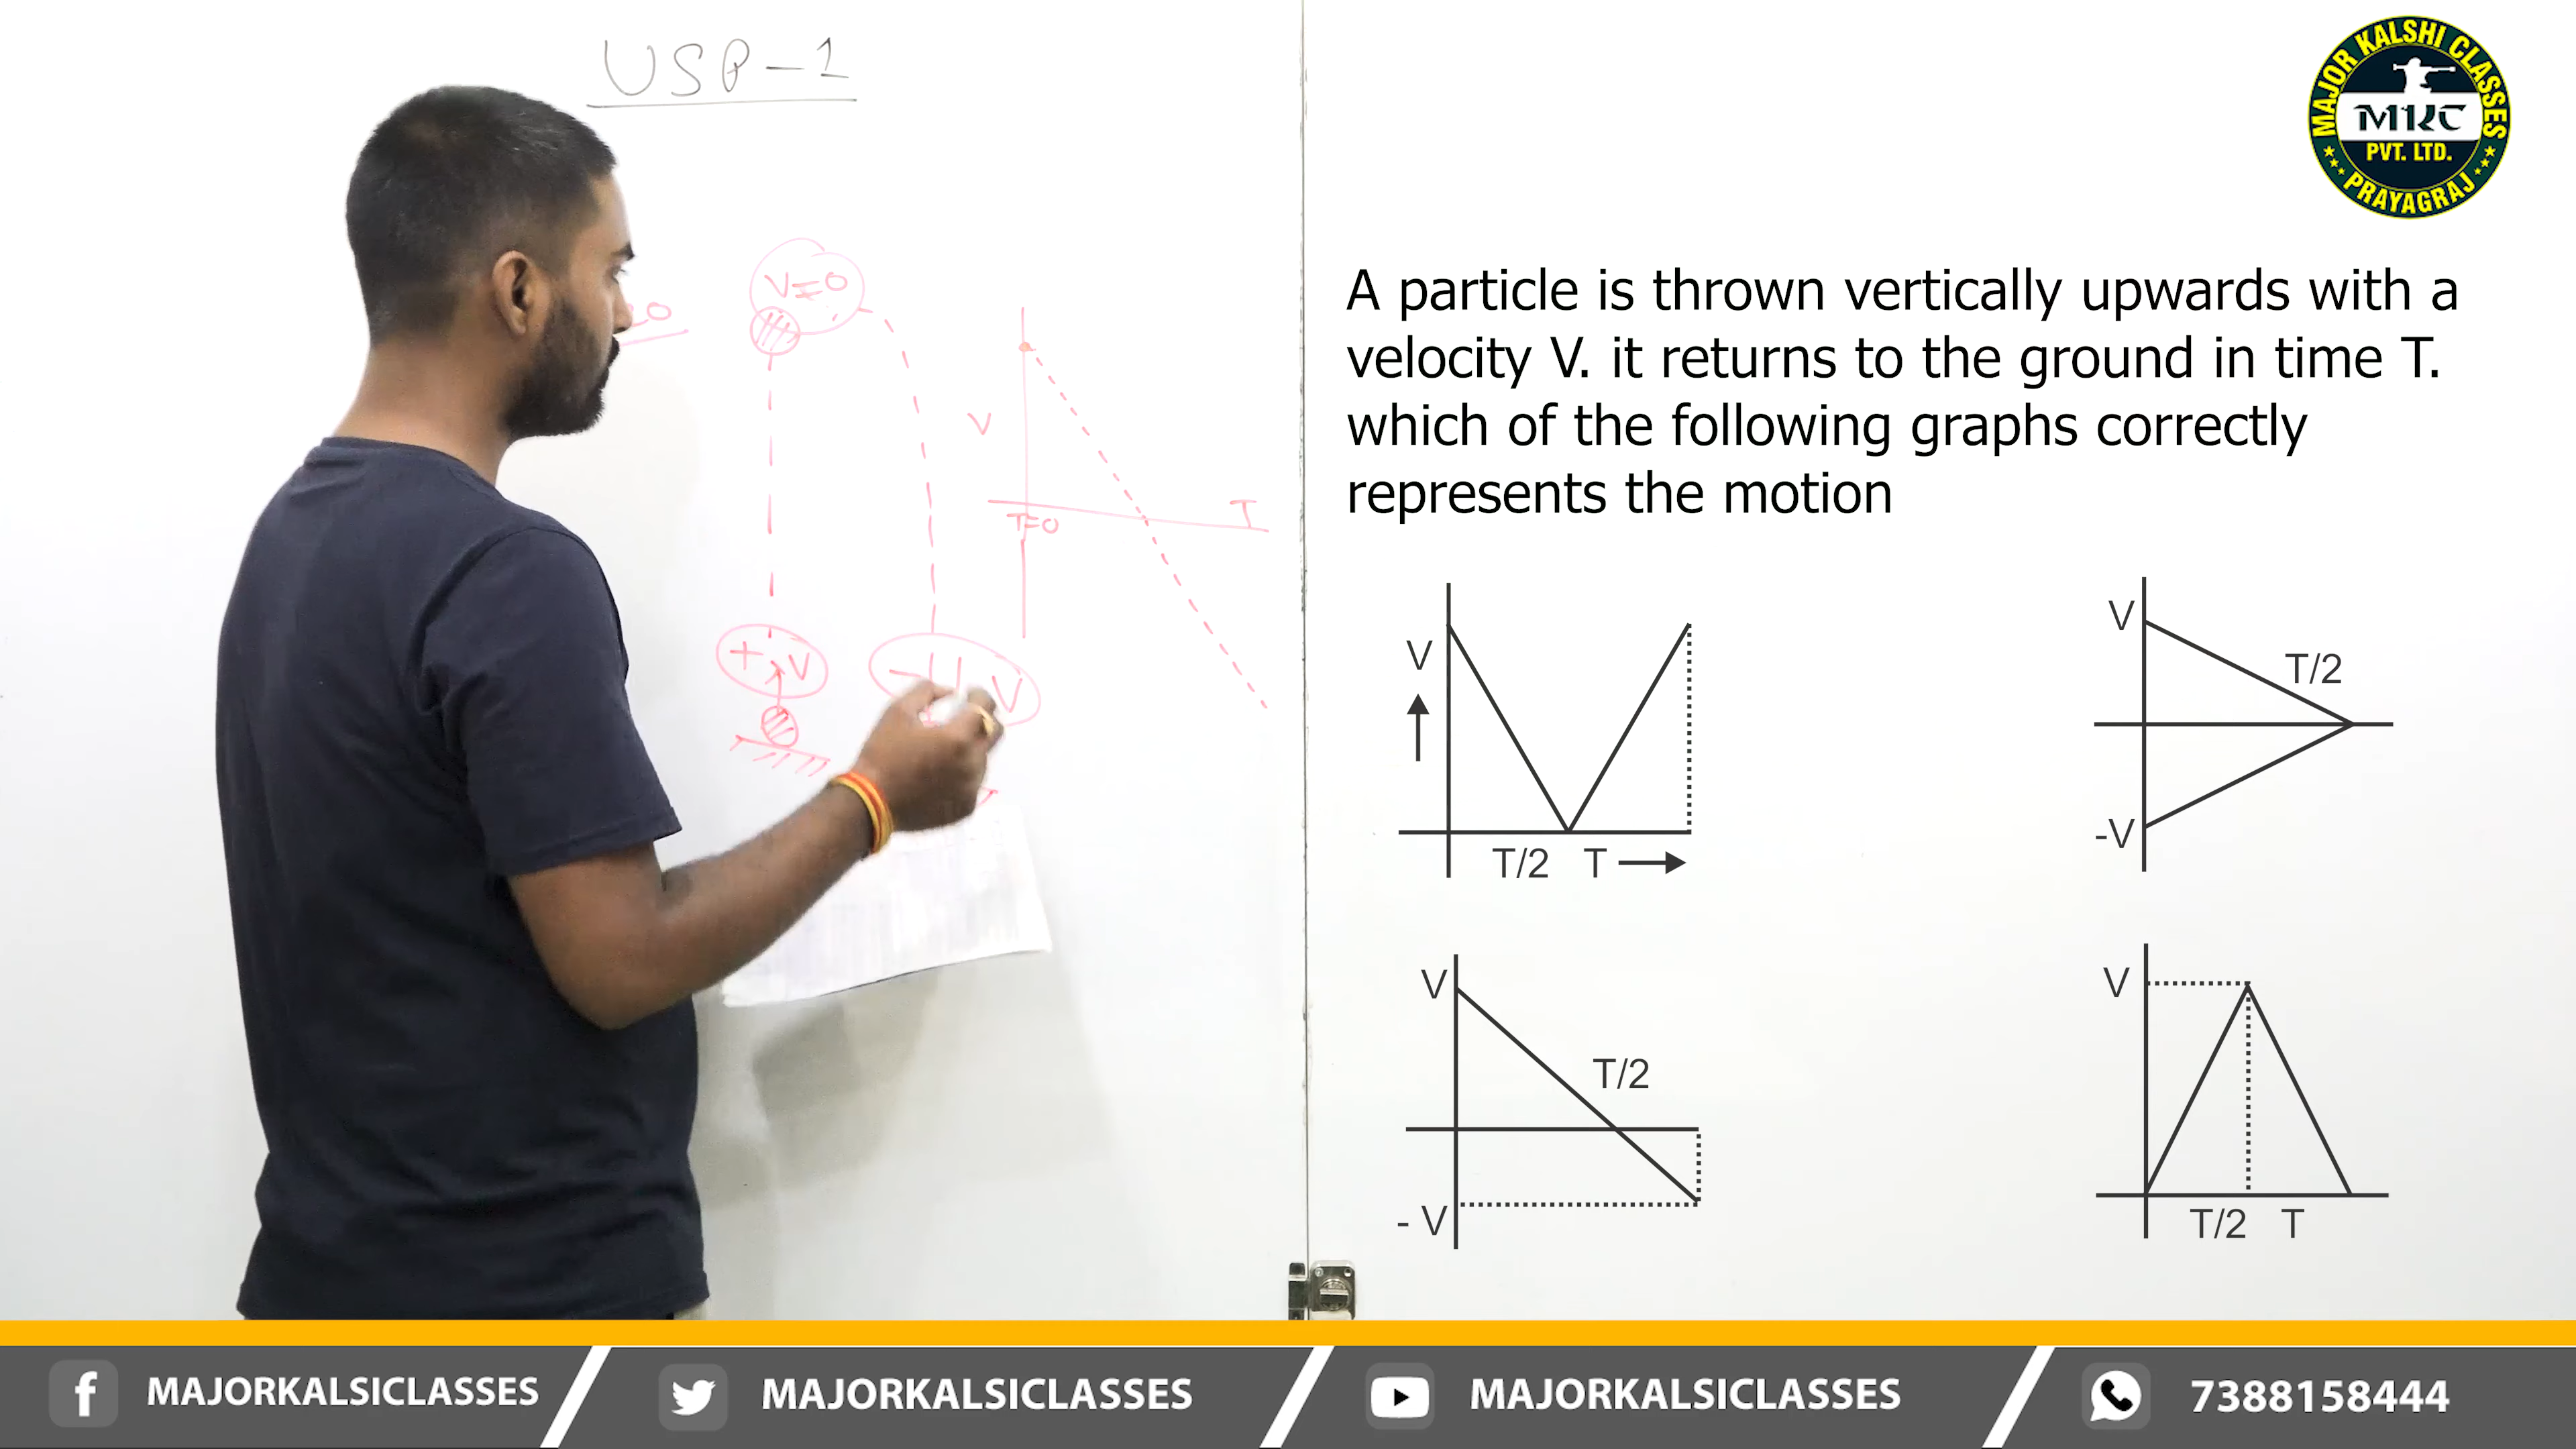 USP-1
MAJOR KALSHI CLASSES
MKC
PVT. LTD.
PRAYAGRAJ
A particle is thrown vertically upwards with a
velocity V. it returns to the ground in time T.
which of the following graphs correctly
represents the motion
V=0
V
T=0
T
+ V
- V
V
T/2 T
V
T/2
-V
V
T/2
- V
V
T/2 T
MAJORKALSICLASSES
MAJORKALSICLASSES
MAJORKALSICLASSES
7388158444